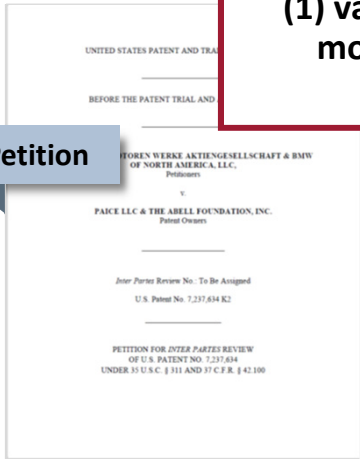 (1) va
mo
UNITED STATES PATENT AND TRA
BEFORE THE PATENT TRIAL AND
etition
TOREN WERKE AKTIENGESELLSCHAFT & BMW
OF NORTH AMERICA, LLC,
Petitioners
v.
PAICE LLC & THE ABELL FOUNDATION, INC.
Patent Owners
Inter Partes Review No.: To Be Assigned
U.S. Patent No. 7,237,634 K2
PETITION FOR INTER PARTES REVIEW
OF U.S. PATENT NO. 7,237,634
UNDER 35 U.S.C. § 311 AND 37 C.F.R. § 42.100